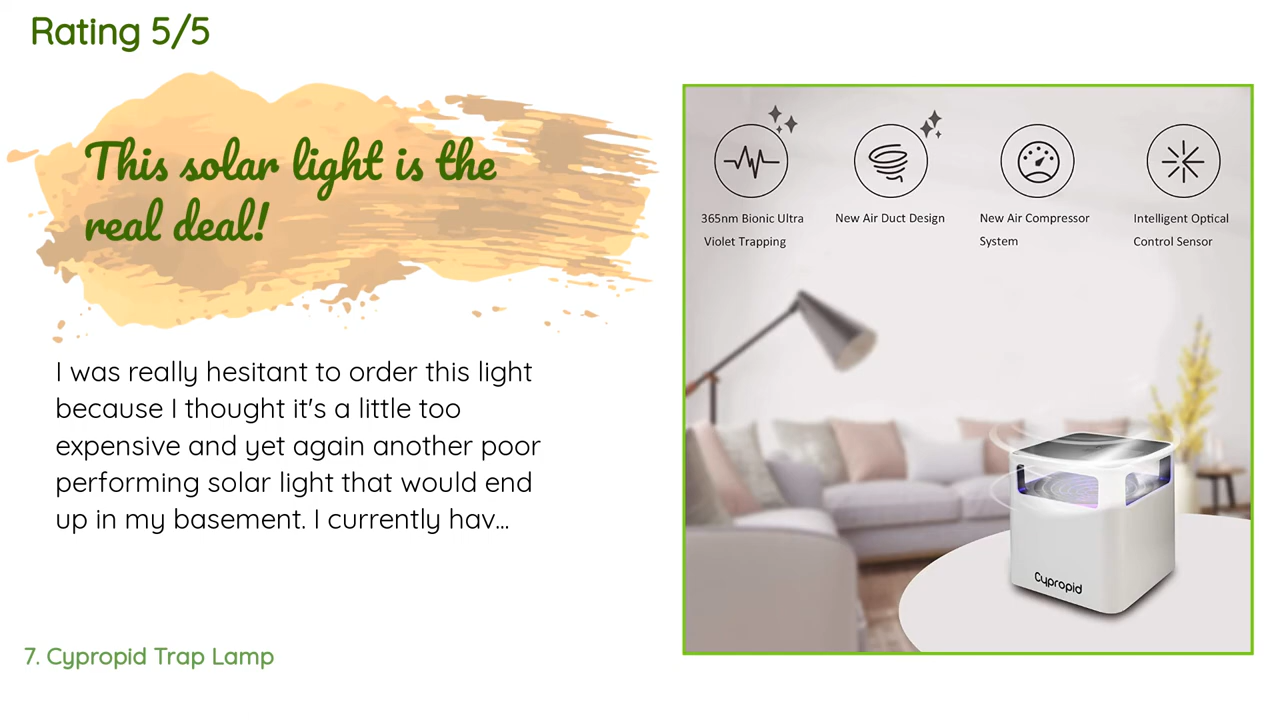 Rating 5/5
This solar light is the
real deal!
I was really hesitant to order this light
because I thought it's a little too
expensive and yet again another poor
performing solar light that would end
up in my basement. I currently hav...
7. Cypropid Trap Lamp
365nm Bionic Ultra
Violet Trapping
New Air Duct Design
New Air Compressor
System
Intelligent Optical
Control Sensor
Cypropid